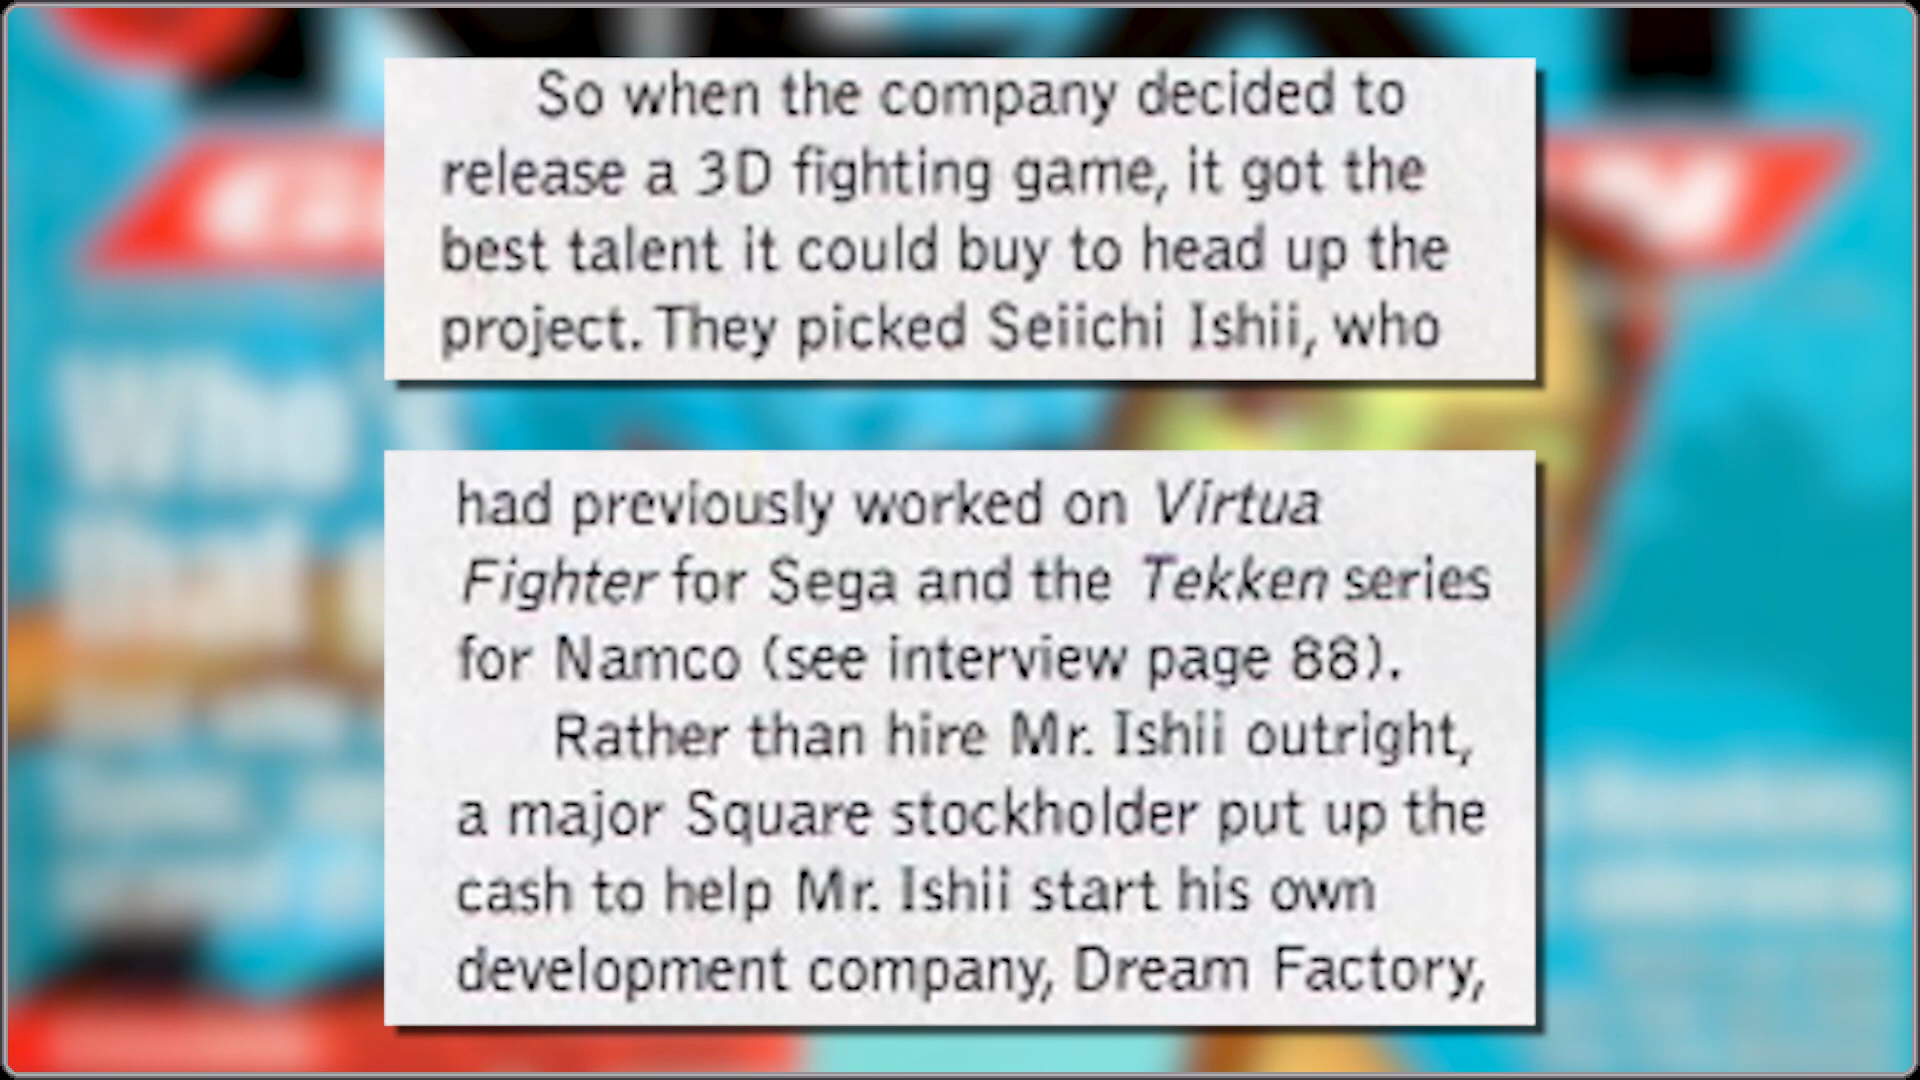 So when the company decided to
release a 3D fighting game, it got the
best talent it could buy to head up the
project. They picked Seiichi Ishii, who
had previously worked on Virtua
Fighter for Sega and the Tekken series
for Namco (see interview page 88).
Rather than hire Mr. Ishii outright,
a major Square stockholder put up the
cash to help Mr. Ishii start his own
development company, Dream Factory,